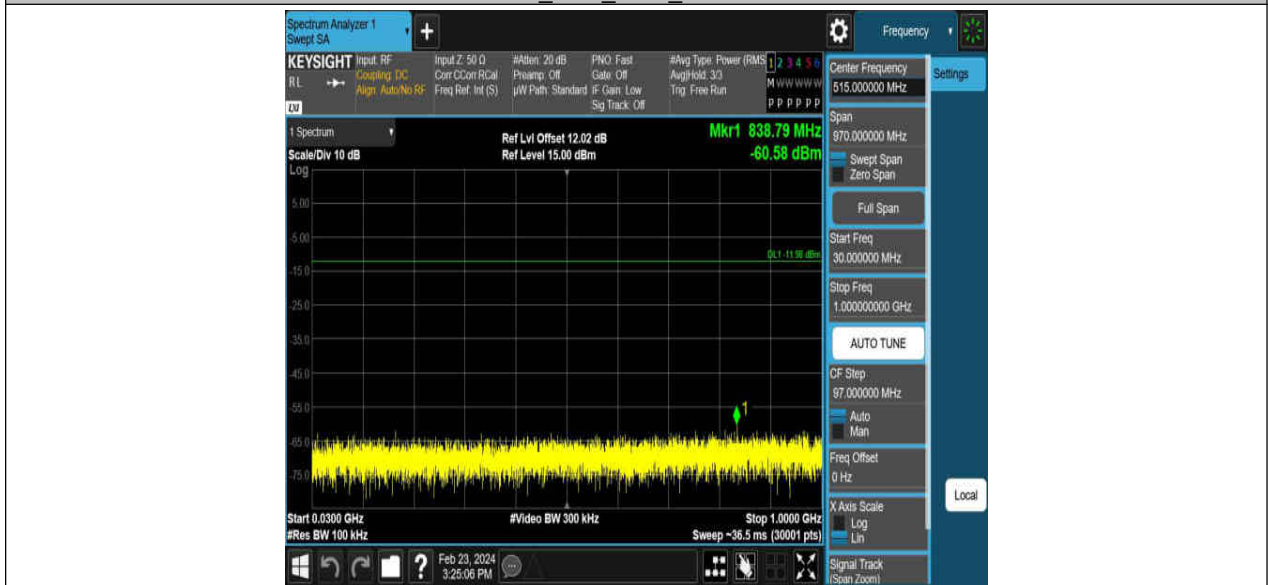 Spectrum Analyzer 1
Swept SA
+
Frequency
KEYSIGHT
RL
LXI
Input: RF
Coupling: DC
Align: Auto/No RF
Input Z: 50 Ω
Corr CCorr RCal
Freq Ref: Int (S)
#Atten: 20 dB
Preamp: Off
µW Path: Standard
PNO: Fast
Gate: Off
IF Gain: Low
Sig Track: Off
#Avg Type: Power (RMS
Avg|Hold: 3/3
Trig: Free Run
1 2 3 4 5 6
M W W W W W
P P P P P P
1 Spectrum
Scale/Div 10 dB
Log
Ref Lvl Offset 12.02 dB
Ref Level 15.00 dBm
Mkr1 838.79 MHz
-60.58 dBm
5.00
-5.00
DL1 -11.98 dBm
-15.0
-25.0
-35.0
-45.0
-55.0
1
-65.0
-75.0
Start 0.0300 GHz
#Res BW 100 kHz
#Video BW 300 kHz
Stop 1.0000 GHz
Sweep ~36.5 ms (30001 pts)
Feb 23, 2024
3:25:06 PM
Center Frequency
515.000000 MHz
Span
970.000000 MHz
Swept Span
Zero Span
Full Span
Start Freq
30.000000 MHz
Stop Freq
1.000000000 GHz
AUTO TUNE
CF Step
97.000000 MHz
Auto
Man
Freq Offset
0 Hz
X Axis Scale
Log
Lin
Signal Track
(Span Zoom)
Settings
Local